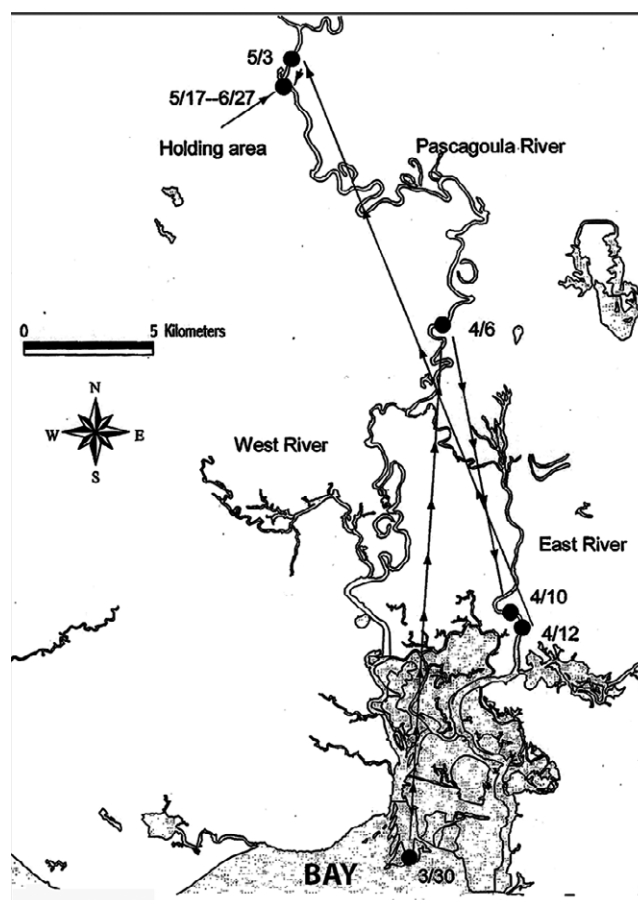 5/3
5/17--6/27
Holding area
Pascagoula River
4/6
0 5 Kilometers
N
W E
S
West River
East River
4/10
4/12
BAY
3/30